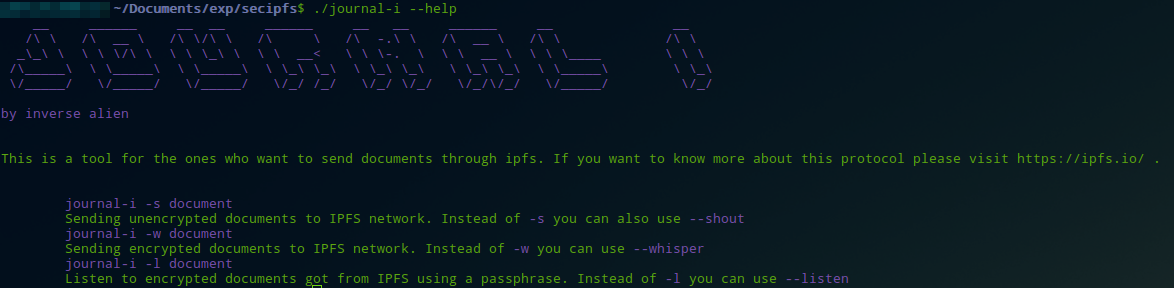 ~/Documents/exp/secipfs$ ./journal-i --help
JOURNAL I
by inverse alien
This is a tool for the ones who want to send documents through ipfs. If you want to know more about this protocol please visit https://ipfs.io/ .
journal-i -s document
Sending unencrypted documents to IPFS network. Instead of -s you can also use --shout
journal-i -w document
Sending encrypted documents to IPFS network. Instead of -w you can use --whisper
journal-i -l document
Listen to encrypted documents got from IPFS using a passphrase. Instead of -l you can use --listen